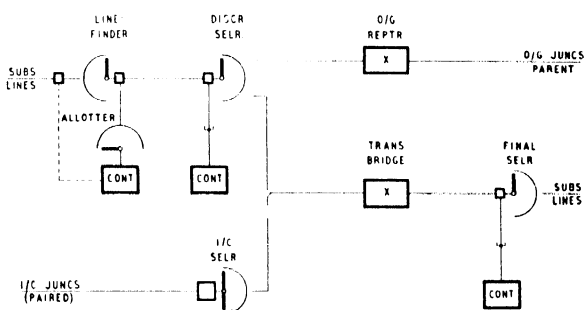 LINE-
FINDER
DISCR
SELR
O/G
REPTR
SUBS
LINES
X
O/G JUNCS
PARENT
ALLOTTER
CONT
CONT
TRANS
BRIDGE
FINAL
SELR
X
SUBS
LINES
I/C
SELR
I/C JUNCS
(PAIRED)
CONT